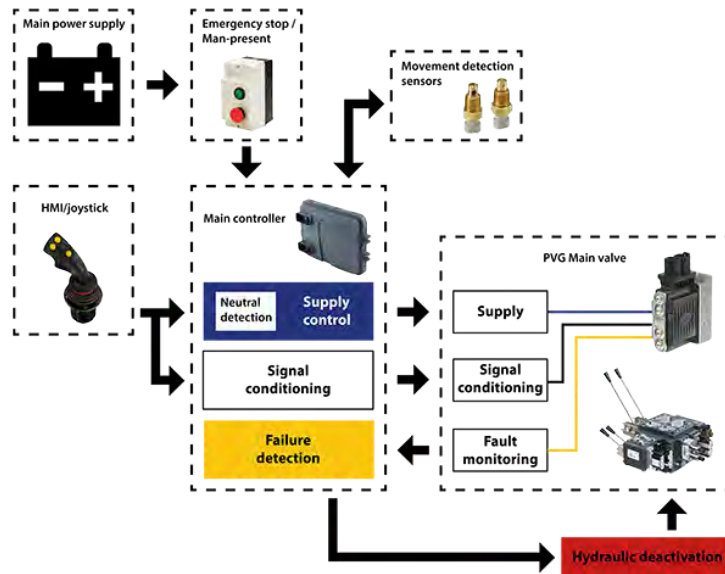 Main power supply
Emergency stop /
Man-present
Movement detection
sensors
HMI/joystick
Main controller
Neutral
detection
Supply
control
Signal
conditioning
Failure
detection
PVG Main valve
Supply
Signal
conditioning
Fault
monitoring
Hydraulic deactivation